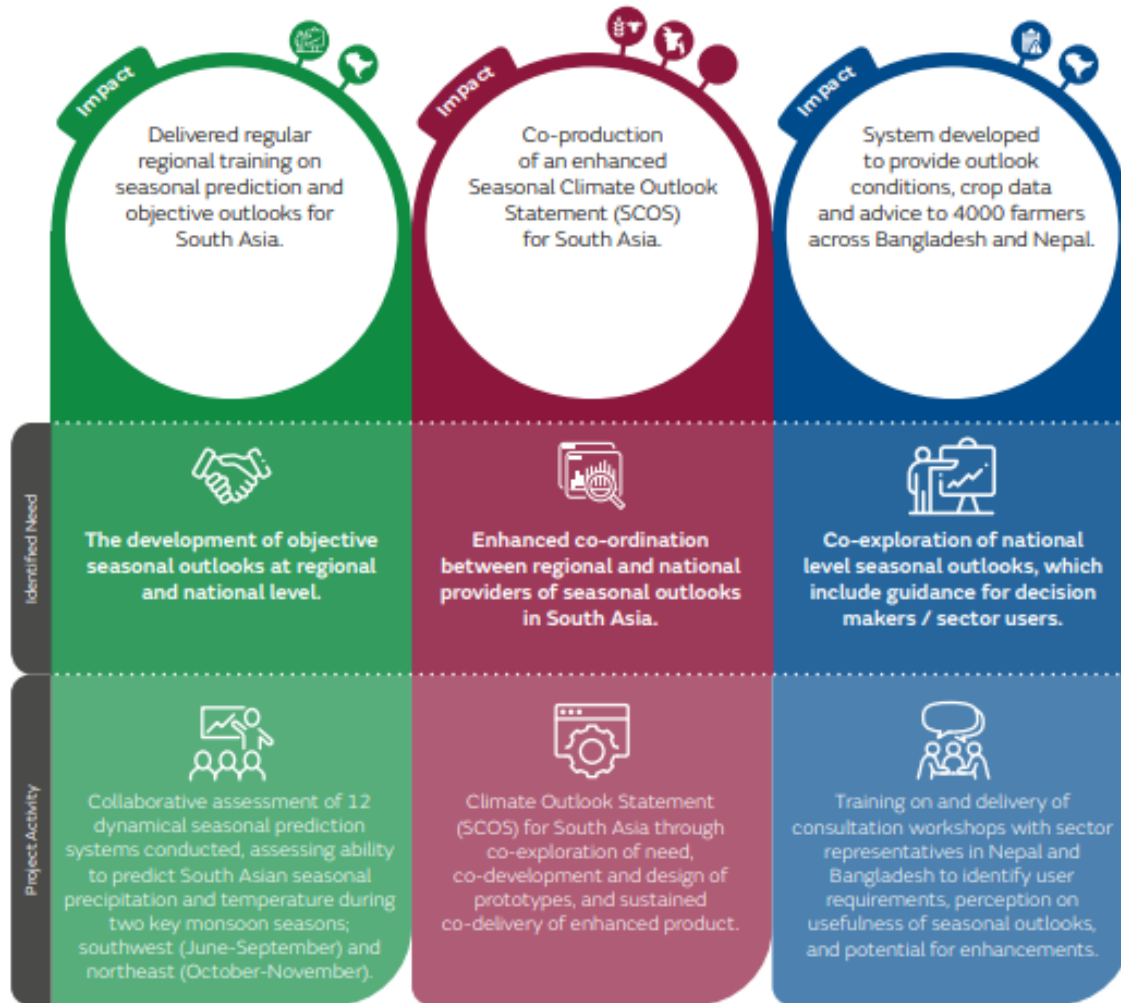 Impact
Delivered regular
regional training on
seasonal prediction and
objective outlooks for
South Asia.
Impact
Co-production
of an enhanced
Seasonal Climate Outlook
Statement (SCOS)
for South Asia.
Impact
System developed
to provide outlook
conditions, crop data
and advice to 4000 farmers
across Bangladesh and Nepal.
Identified Need
The development of objective
seasonal outlooks at regional
and national level.
Enhanced co-ordination
between regional and national
providers of seasonal outlooks
in South Asia.
Co-exploration of national
level seasonal outlooks, which
include guidance for decision
makers / sector users.
Project Activity
Collaborative assessment of 12
dynamical seasonal prediction
systems conducted, assessing ability
to predict South Asian seasonal
precipitation and temperature during
two key monsoon seasons;
southwest (June-September) and
northeast (October-November).
Climate Outlook Statement
(SCOS) for South Asia through
co-exploration of need,
co-development and design of
prototypes, and sustained
co-delivery of enhanced product.
Training on and delivery of
consultation workshops with sector
representatives in Nepal and
Bangladesh to identify user
requirements, perception on
usefulness of seasonal outlooks,
and potential for enhancements.